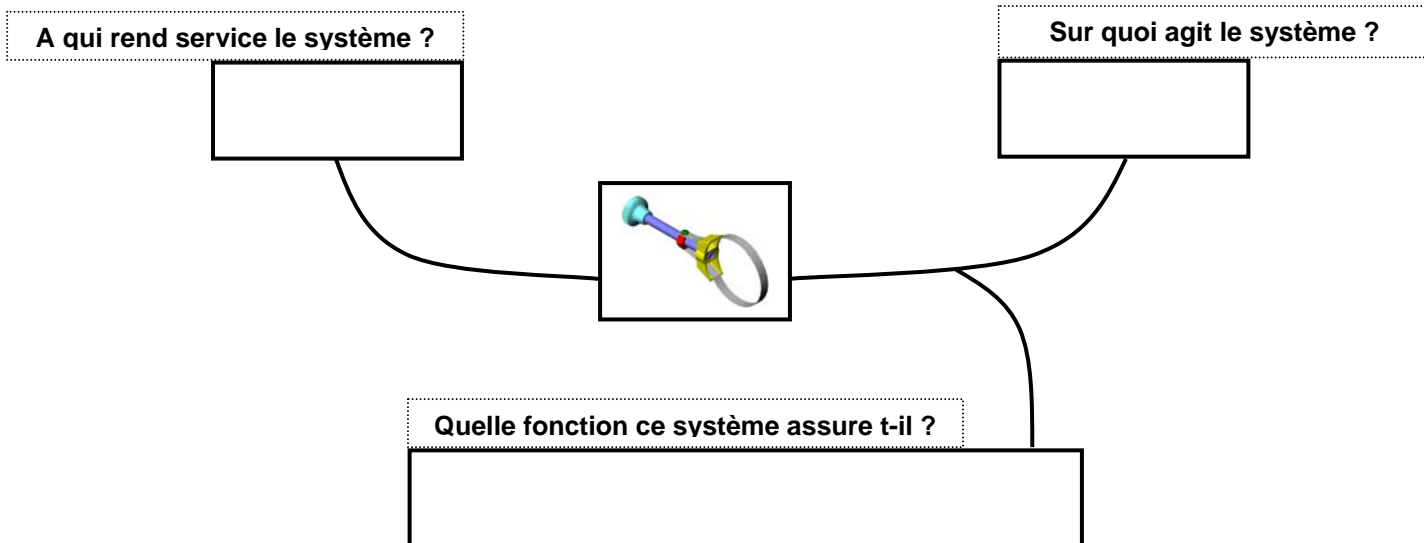 A qui rend service le système ?
Sur quoi agit le système ?
Quelle fonction ce système assure t-il ?